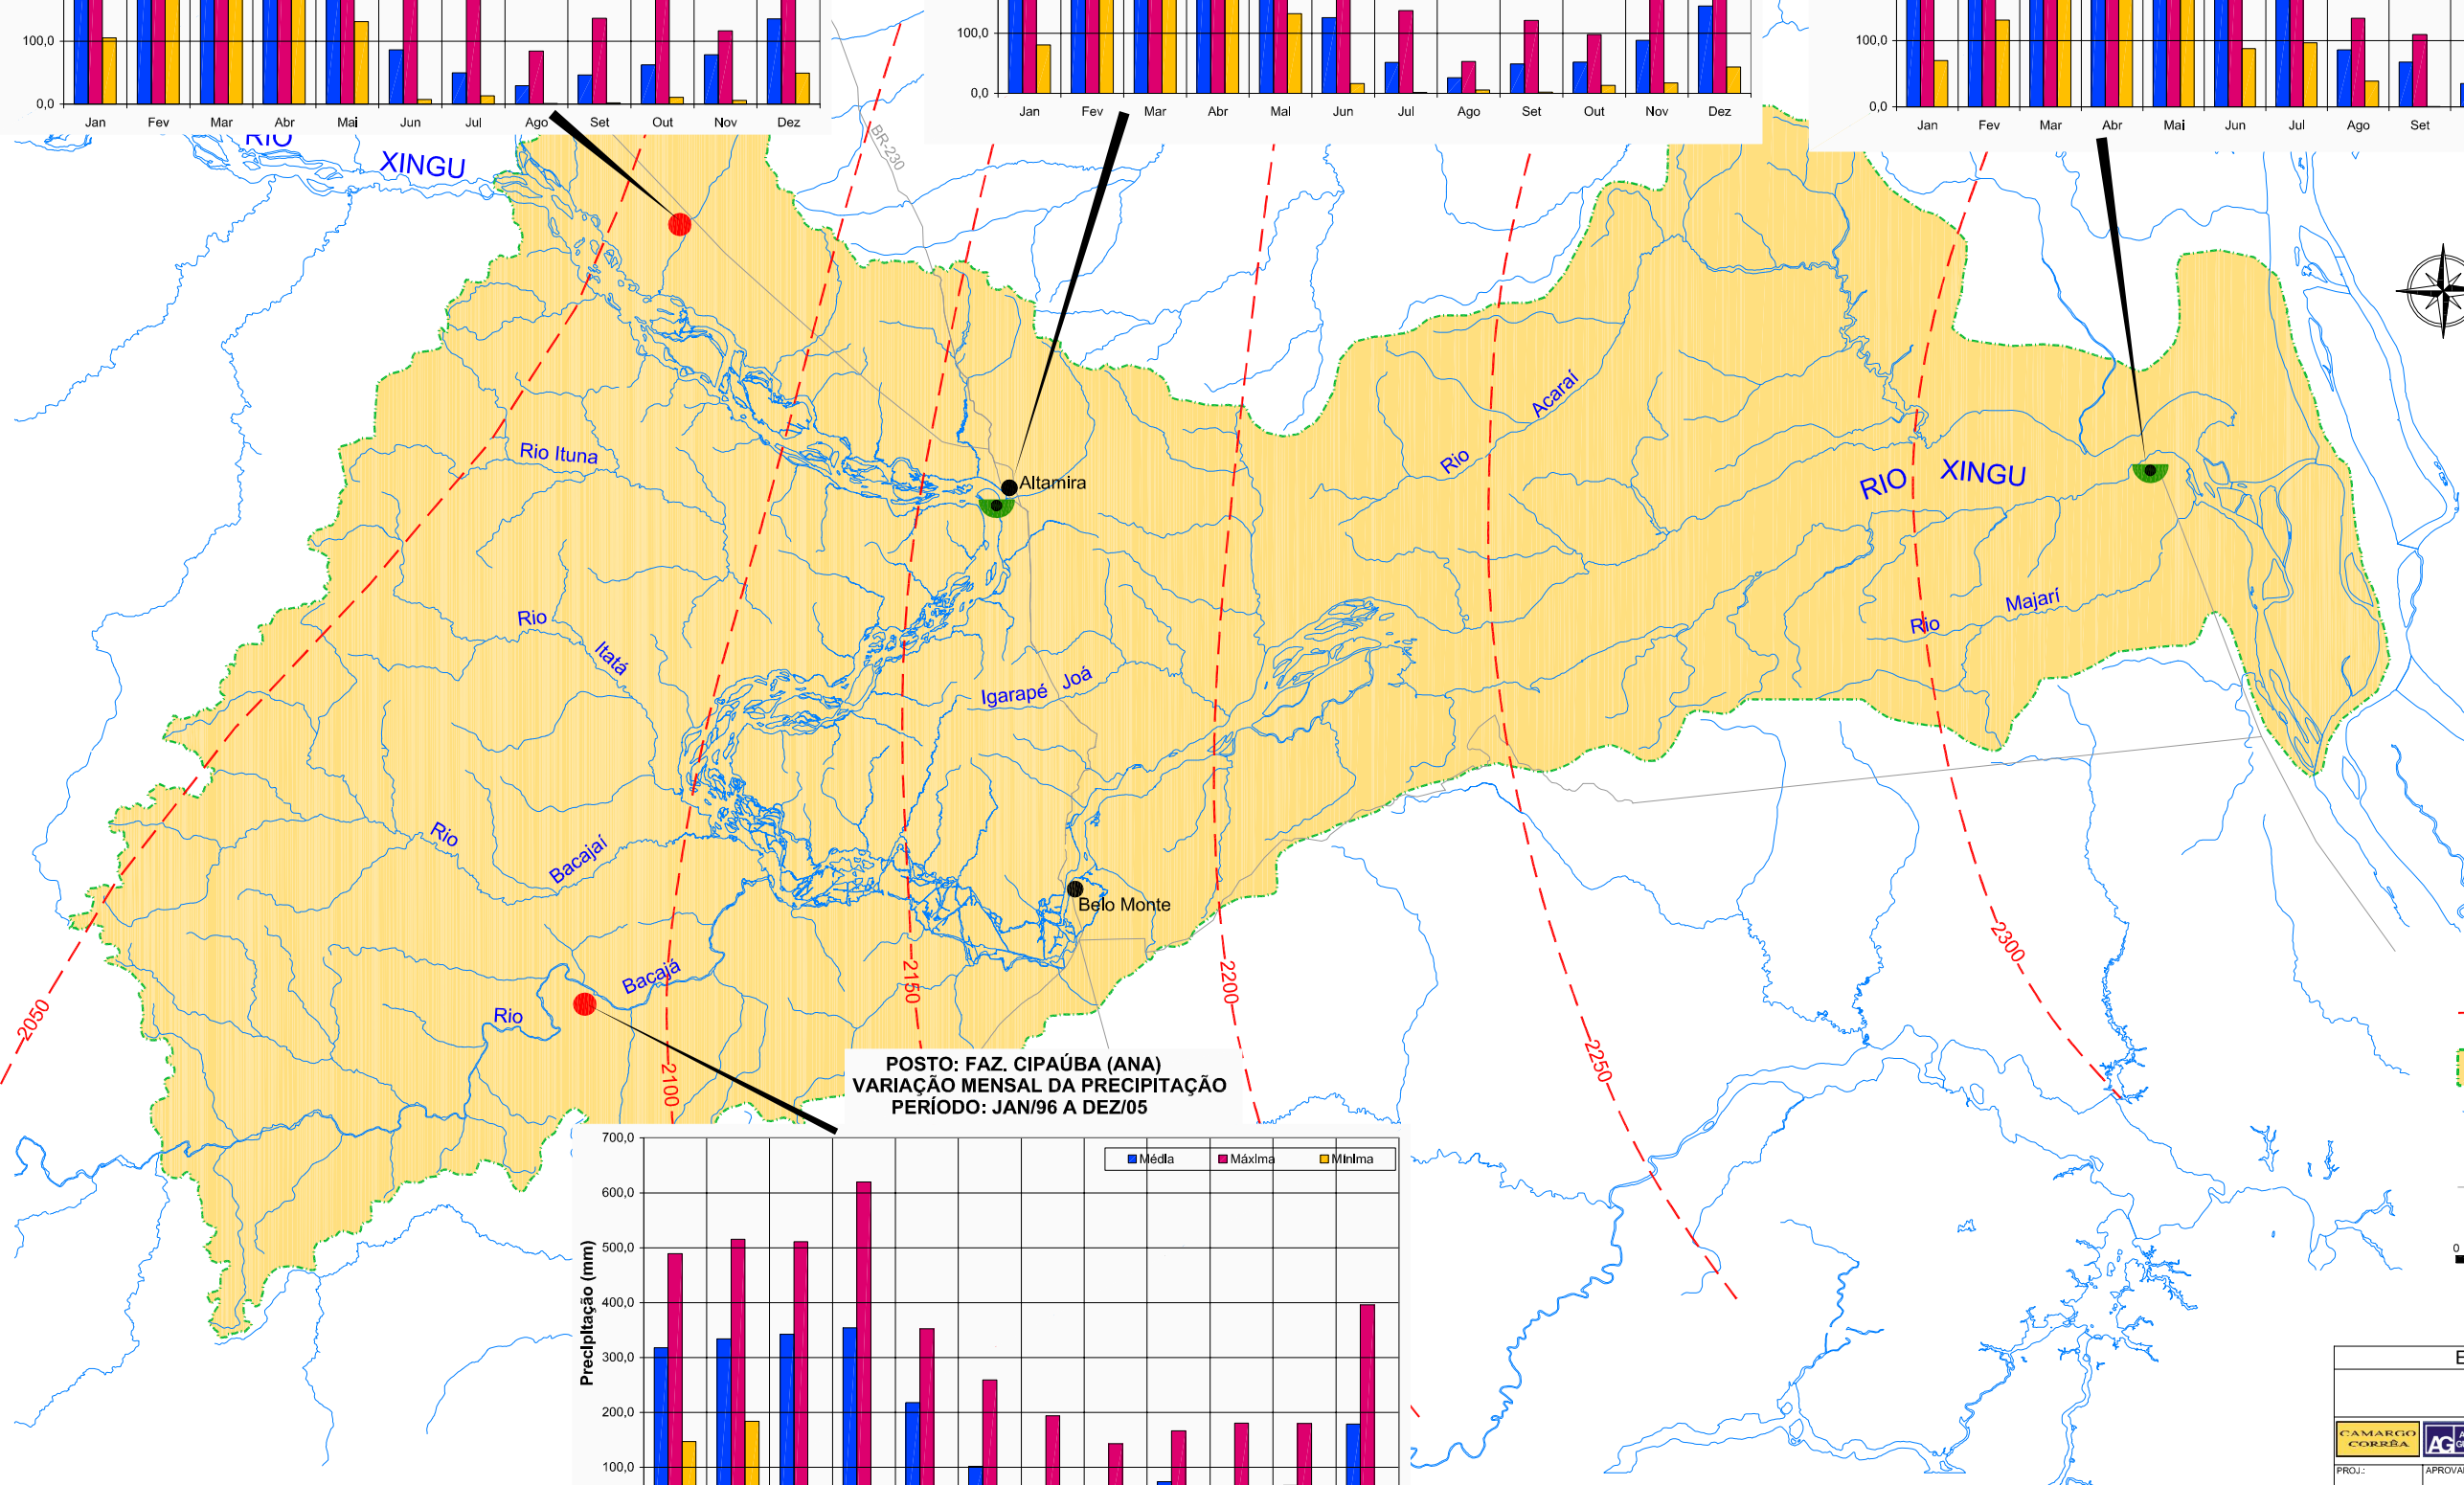 100,0
0,0
Jan Fev Mar Abr Mai Jun Jul Ago Set Out Nov Dez
100,0
0,0
Jan Fev Mar Abr Mai Jun Jul Ago Set Out Nov Dez
100,0
0,0
Jan Fev Mar Abr Mai Jun Jul Ago Set
RIO XINGU
BR-230
Rio Ituna
Altamira
Rio Acaraí
RIO XINGU
Rio Majarí
Rio Itatá
Igarapé Joá
Rio Bacajaí
Belo Monte
Rio Bacajá
2050
2100
2150
2200
2250
2300
POSTO: FAZ. CIPAÚBA (ANA)
VARIAÇÃO MENSAL DA PRECIPITAÇÃO
PERÍODO: JAN/96 A DEZ/05
Média Máxima Mínima
Precipitação (mm)
700,0
600,0
500,0
400,0
300,0
200,0
100,0
0
E
CAMARGO
CORRÊA
AG
PROJ.: